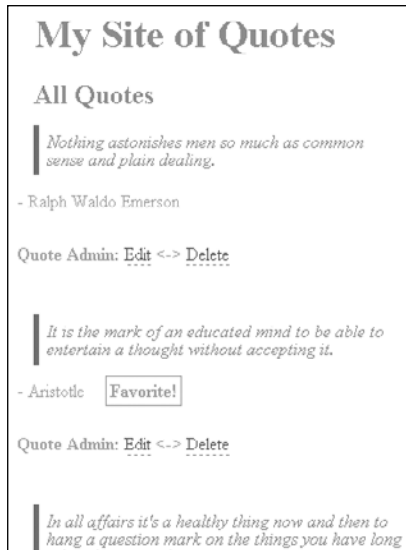 My Site of Quotes
All Quotes
Nothing astonishes men so much as common
sense and plain dealing.
- Ralph Waldo Emerson
Quote Admin: Edit <-> Delete
It is the mark of an educated mind to be able to
entertain a thought without accepting it.
- Aristotle Favorite!
Quote Admin: Edit <-> Delete
In all affairs it's a healthy thing now and then to
hang a question mark on the things you have long